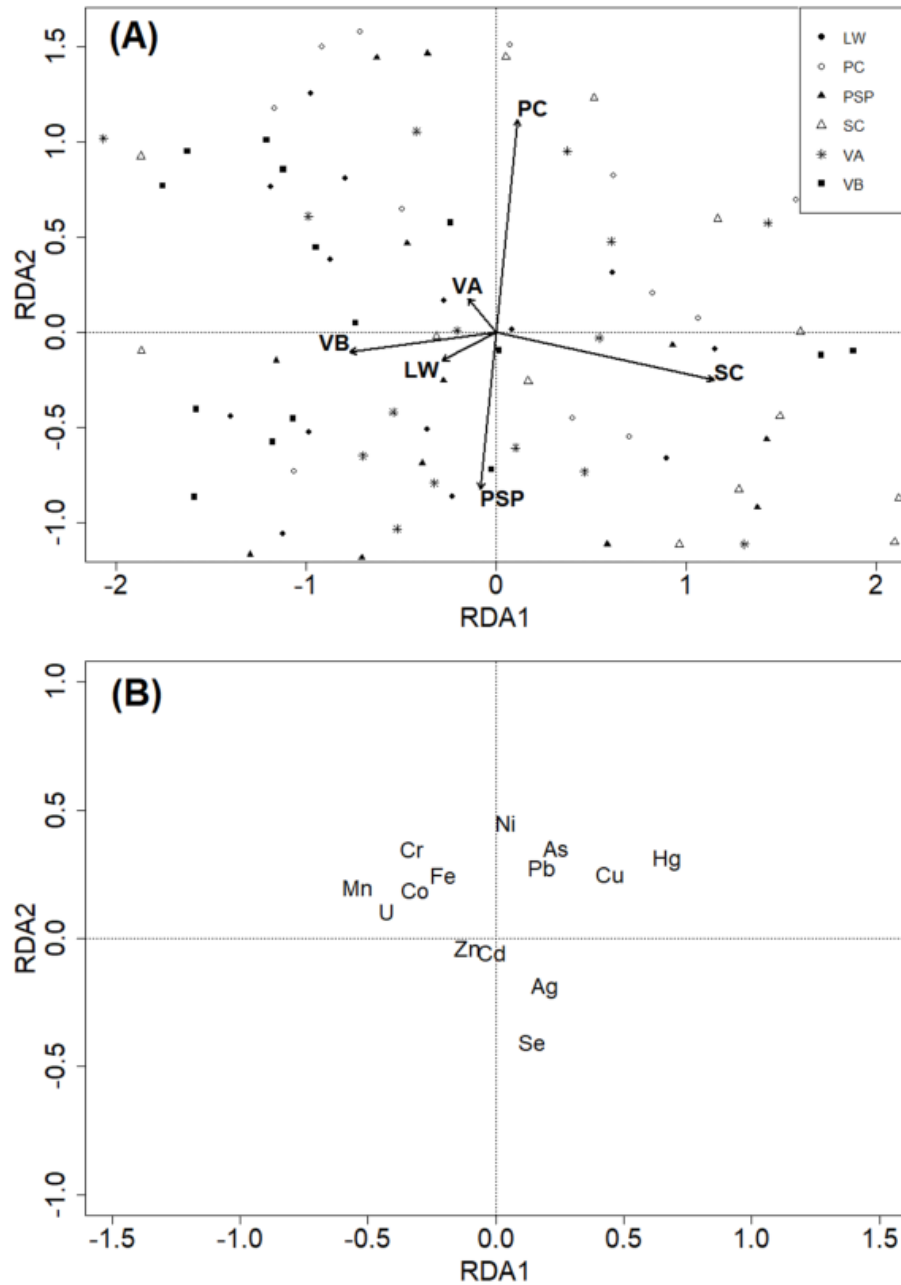 (A)
LW
PC
PSP
SC
VA
VB
PC
VA
VB
LW
SC
PSP
1.5
1.0
0.5
0.0
-0.5
-1.0
RDA2
-2 -1 0 1 2
RDA1
(B)
Ni
Cr As
Pb Hg
Mn Co Fe Cu
U
Zn Cd
Ag
Se
1.0
0.5
0.0
-0.5
-1.0
RDA2
-1.5 -1.0 -0.5 0.0 0.5 1.0 1.5
RDA1